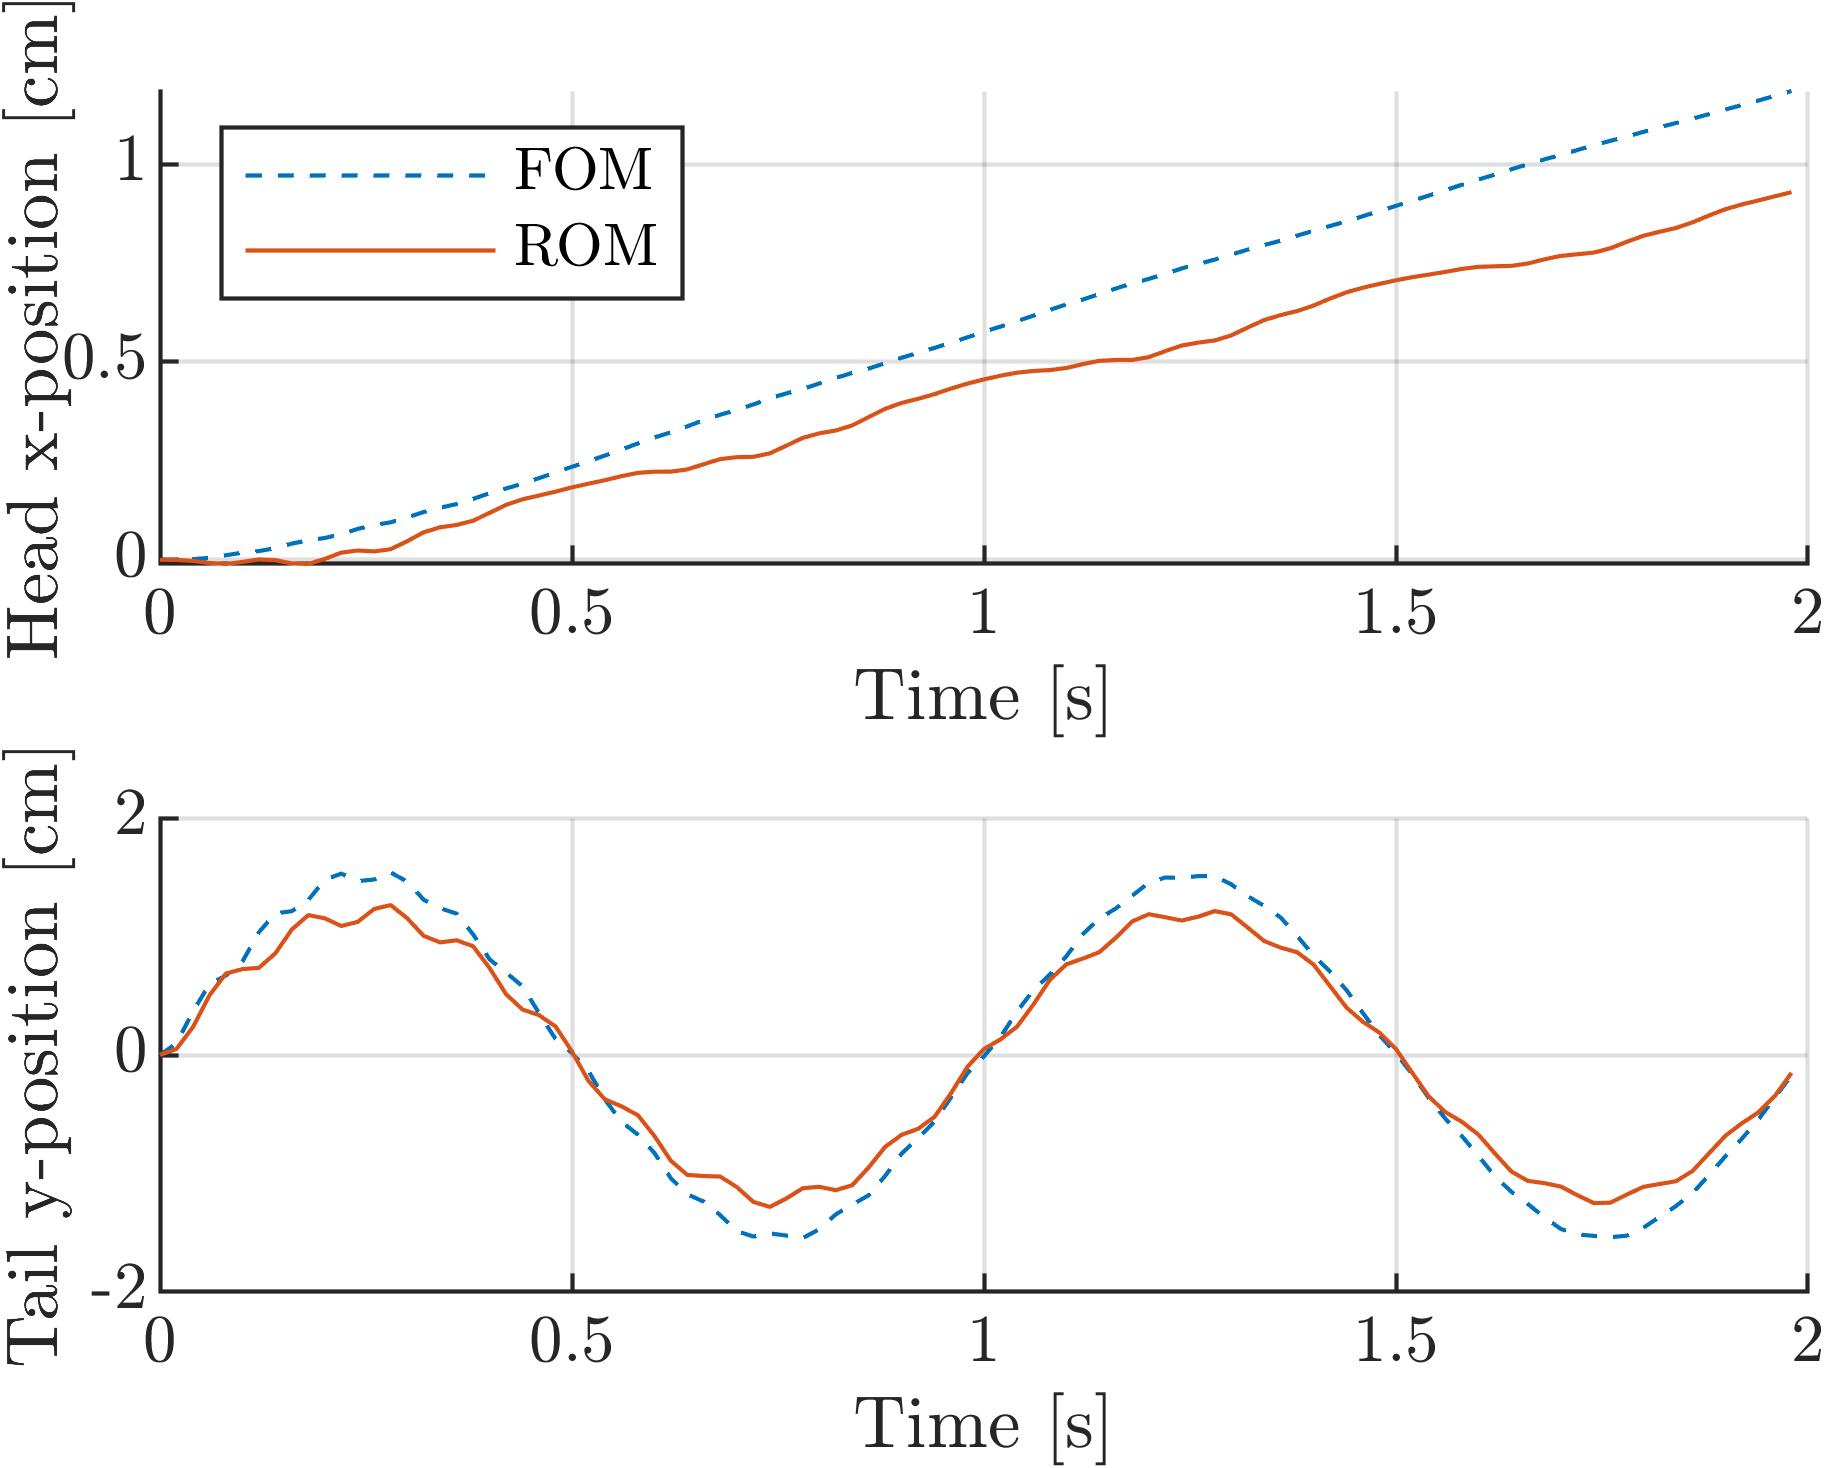 Head x-position [cm]
1
0.5
0
FOM
ROM
0 0.5 1 1.5 2
Time [s]
Tail y-position [cm]
2
0
-2
0 0.5 1 1.5 2
Time [s]